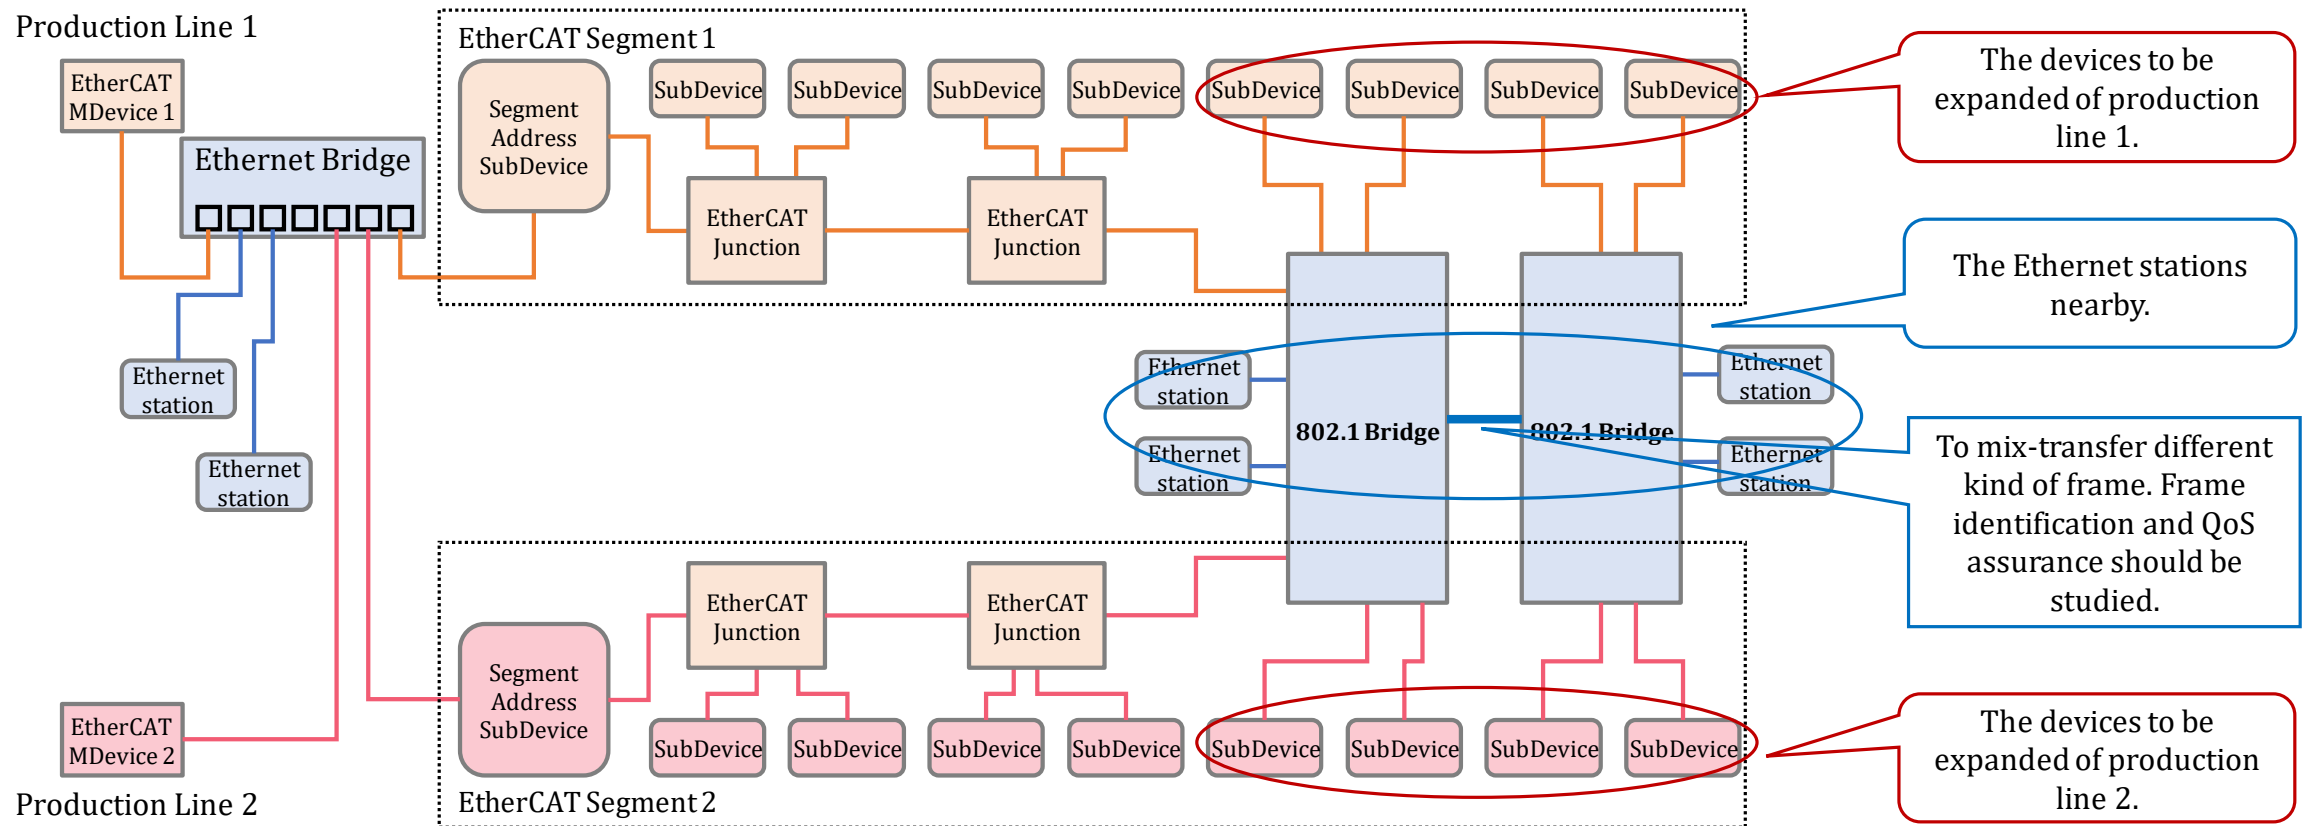 Production Line 1
EtherCAT
MDevice 1
Ethernet Bridge
Ethernet
station
Ethernet
station
EtherCAT Segment 1
Segment
Address
SubDevice
SubDevice
SubDevice
SubDevice
SubDevice
SubDevice
SubDevice
SubDevice
SubDevice
EtherCAT
Junction
EtherCAT
Junction
The devices to be
expanded of production
line 1.
The Ethernet stations
nearby.
Ethernet
station
Ethernet
station
802.1 Bridge
802.1 Bridge
Ethernet
station
Ethernet
station
To mix-transfer different
kind of frame. Frame
identification and QoS
assurance should be
studied.
EtherCAT
Junction
EtherCAT
Junction
Segment
Address
SubDevice
SubDevice
SubDevice
SubDevice
SubDevice
SubDevice
SubDevice
SubDevice
SubDevice
EtherCAT Segment 2
EtherCAT
MDevice 2
Production Line 2
The devices to be
expanded of production
line 2.